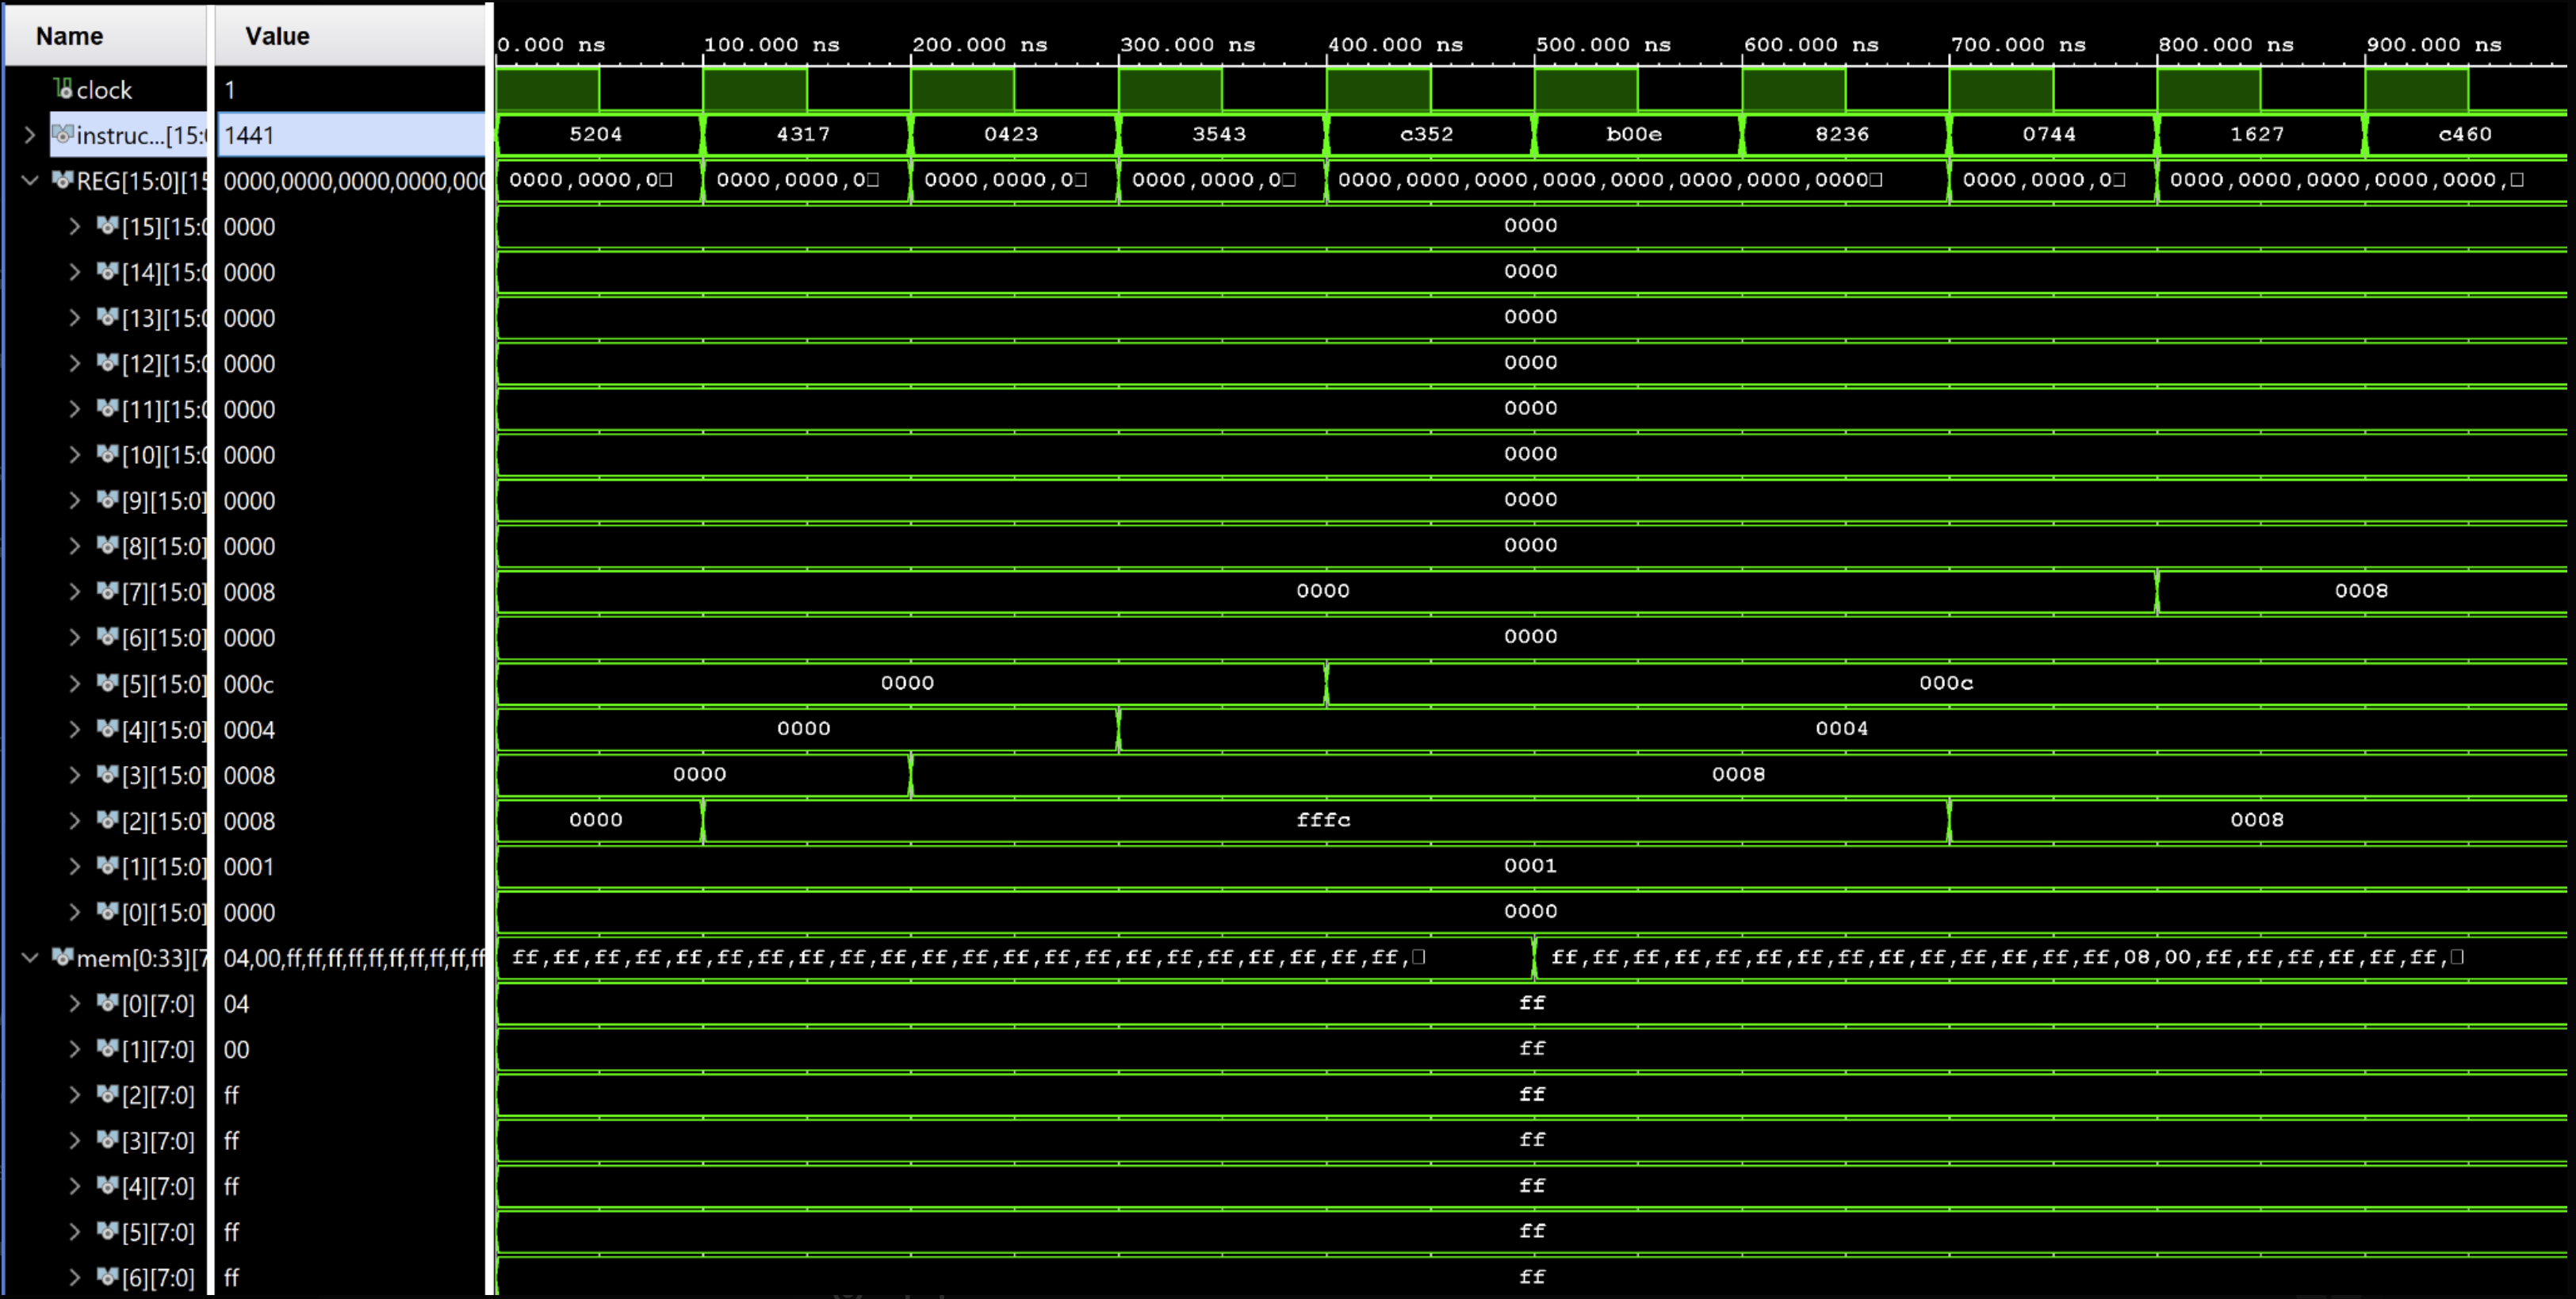 Name Value 0.000 ns 100.000 ns 200.000 ns 300.000 ns 400.000 ns 500.000 ns 600.000 ns 700.000 ns 800.000 ns 900.000 ns
clock 1
instruc...[15:0 1441 5204 4317 0423 3543 c352 b00e 8236 0744 1627 c460
REG[15:0][15 0000,0000,0000,0000,000 0000,0000,0□ 0000,0000,0□ 0000,0000,0□ 0000,0000,0□ 0000,0000,0000,0000,0000,0000,0000,0000□ 0000,0000,0□ 0000,0000,0000,0000,0000,□
[15][15:0 0000 0000
[14][15:0 0000 0000
[13][15:0 0000 0000
[12][15:0 0000 0000
[11][15:0 0000 0000
[10][15:0 0000 0000
[9][15:0] 0000 0000
[8][15:0] 0000 0000
[7][15:0] 0008 0000 0008
[6][15:0] 0000 0000
[5][15:0] 000c 0000 000c
[4][15:0] 0004 0000 0004
[3][15:0] 0008 0000 0008
[2][15:0] 0008 0000 fffc 0008
[1][15:0] 0001 0001
[0][15:0] 0000 0000
mem[0:33][7 04,00,ff,ff,ff,ff,ff,ff,ff,ff,ff ff,ff,ff,ff,ff,ff,ff,ff,ff,ff,ff,ff,ff,ff,ff,ff,ff,ff,ff,ff,ff,ff,□ ff,ff,ff,ff,ff,ff,ff,ff,ff,ff,ff,ff,ff,ff,08,00,ff,ff,ff,ff,ff,ff,□
[0][7:0] 04 ff
[1][7:0] 00 ff
[2][7:0] ff ff
[3][7:0] ff ff
[4][7:0] ff ff
[5][7:0] ff ff
[6][7:0] ff ff